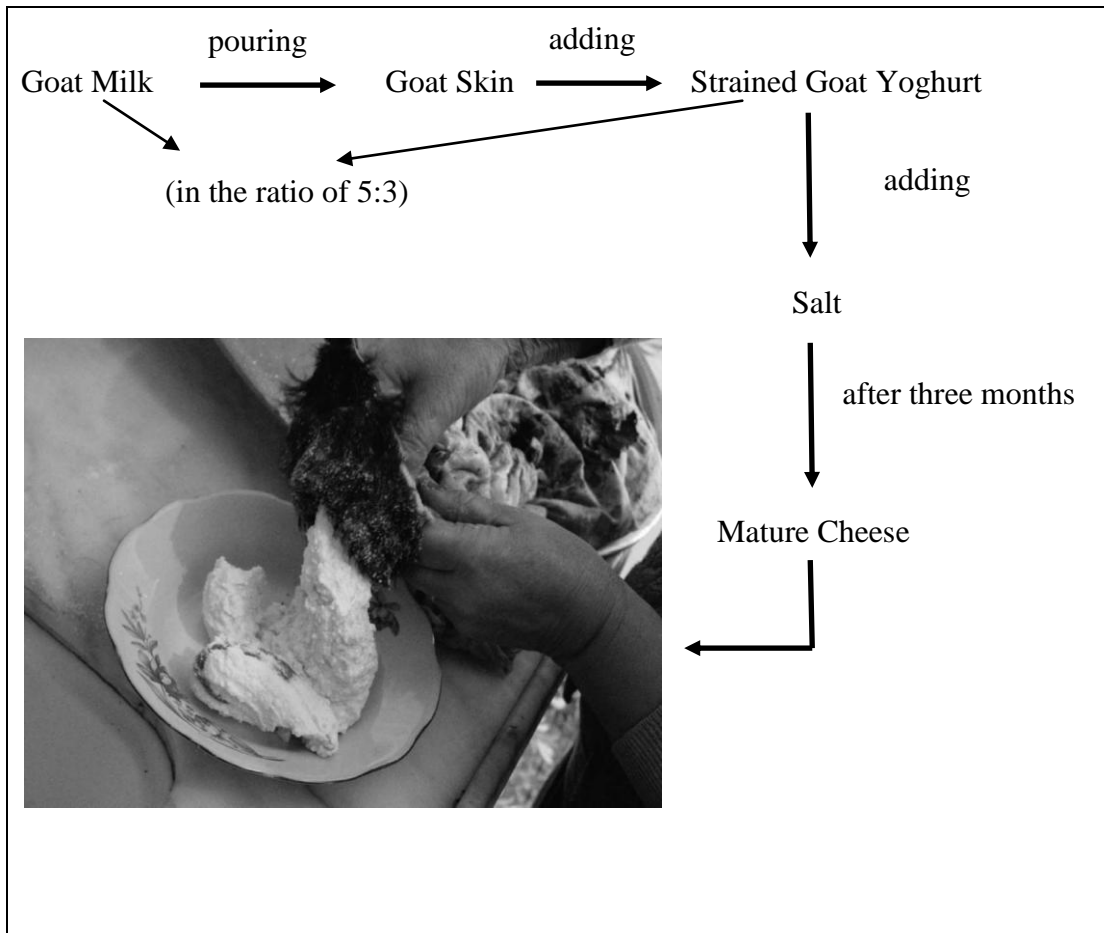 pouring
adding
Goat Milk
Goat Skin
Strained Goat Yoghurt
(in the ratio of 5:3)
adding
Salt
after three months
Mature Cheese